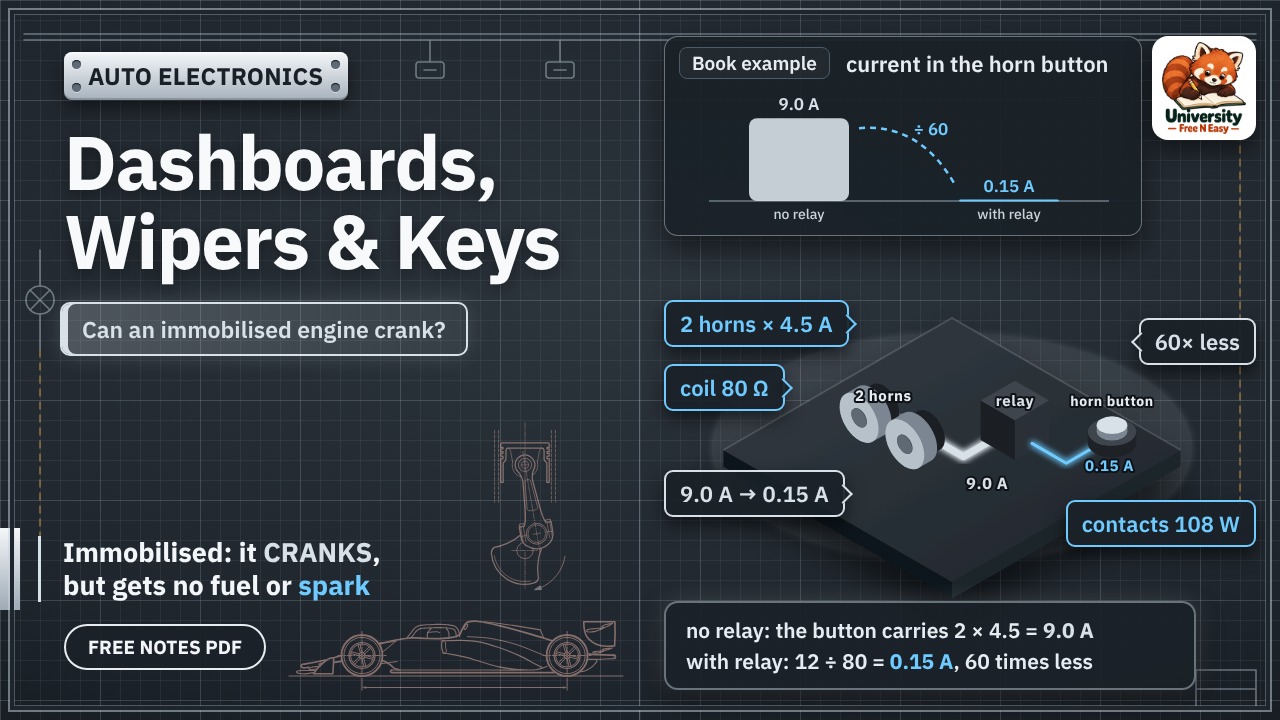 AUTO ELECTRONICS
Dashboards,
Wipers & Keys
Can an immobilised engine crank?
Immobilised: it CRANKS,
but gets no fuel or spark
FREE NOTES PDF
Book example
current in the horn button
9.0 A
÷ 60
0.15 A
no relay
with relay
University
Free N Easy
2 horns × 4.5 A
60× less
coil 80 Ω
2 horns
relay
horn button
0.15 A
9.0 A
9.0 A → 0.15 A
contacts 108 W
no relay: the button carries 2 × 4.5 = 9.0 A
with relay: 12 ÷ 80 = 0.15 A, 60 times less